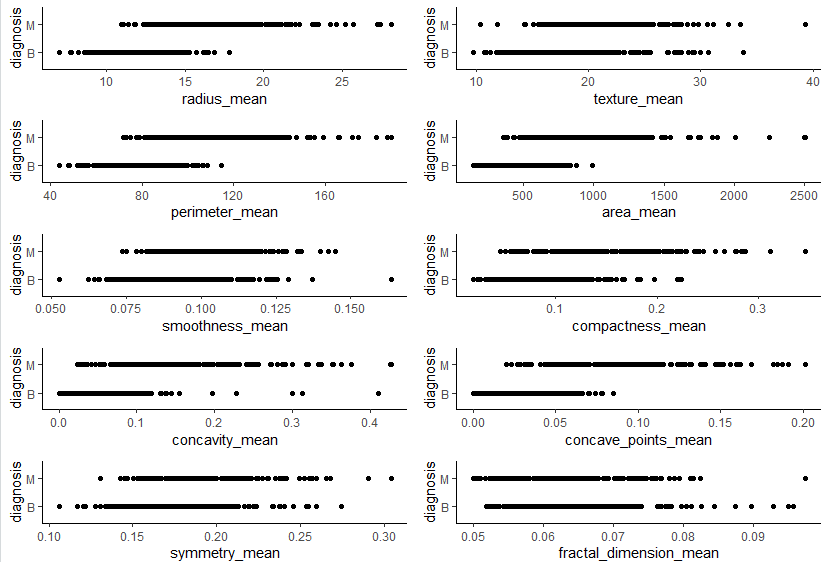 diagnosis
M
B
10 15 20 25
radius_mean
diagnosis
M
B
10 20 30 40
texture_mean
diagnosis
M
B
40 80 120 160
perimeter_mean
diagnosis
M
B
500 1000 1500 2000 2500
area_mean
diagnosis
M
B
0.050 0.075 0.100 0.125 0.150
smoothness_mean
diagnosis
M
B
0.1 0.2 0.3
compactness_mean
diagnosis
M
B
0.0 0.1 0.2 0.3 0.4
concavity_mean
diagnosis
M
B
0.00 0.05 0.10 0.15 0.20
concave_points_mean
diagnosis
M
B
0.10 0.15 0.20 0.25 0.30
symmetry_mean
diagnosis
M
B
0.05 0.06 0.07 0.08 0.09
fractal_dimension_mean